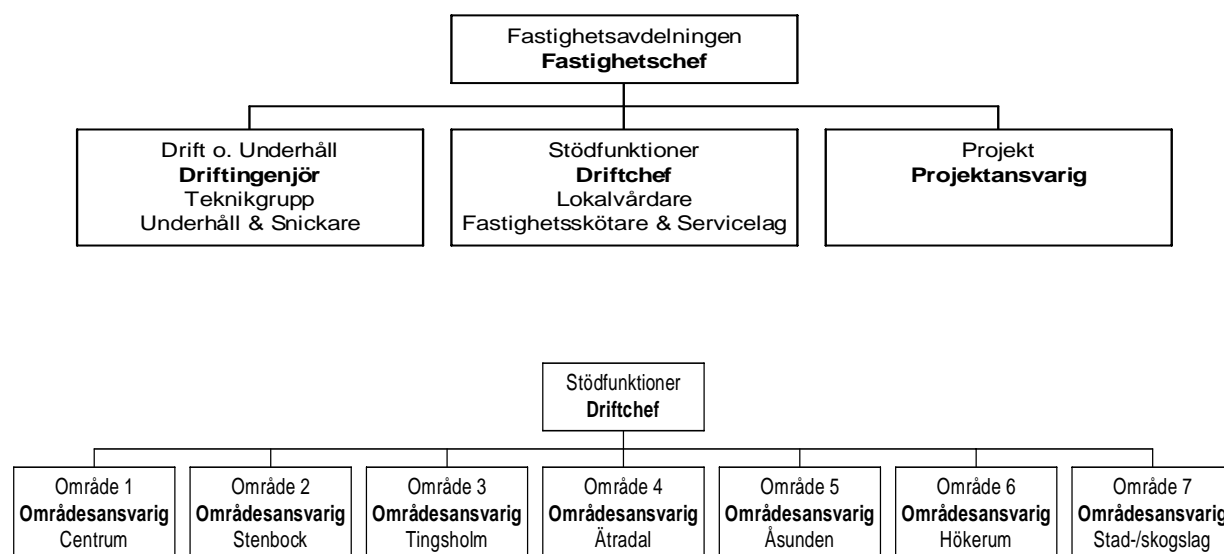 Fastighetsavdelningen
Fastighetschef
Drift o. Underhåll
Driftingenjör
Teknikgrupp
Underhåll & Snickare
Stödfunktioner
Driftchef
Lokalvårdare
Fastighetsskötare & Servicelag
Projekt
Projektansvarig
Stödfunktioner
Driftchef
Område 1
Områdesansvarig
Centrum
Område 2
Områdesansvarig
Stenbock
Område 3
Områdesansvarig
Tingsholm
Område 4
Områdesansvarig
Ätradal
Område 5
Områdesansvarig
Åsunden
Område 6
Områdesansvarig
Hökerum
Område 7
Områdesansvarig
Stad-/skogslag